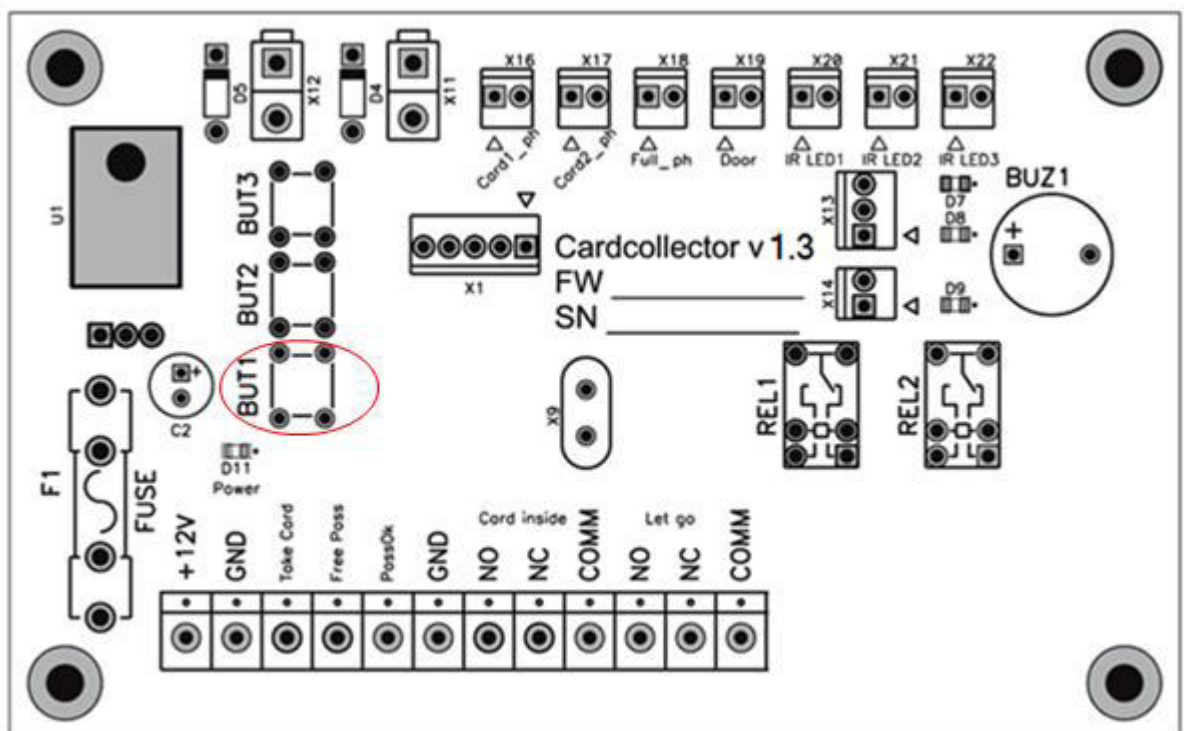 D5
X12
D4
X11
X16
X17
X18
X19
X20
X21
X22
Card1_ph
Card2_ph
Full_ph
Door
IR LED1
IR LED2
IR LED3
U1
BUT3
BUT2
BUT1
X1
Cardcollector v 1.3
FW
SN
X13
X14
D7
D8
D9
BUZ1
+
+
C2
D11
Power
F1
FUSE
X9
REL1
REL2
Card inside
Let go
+12V
GND
Take Card
Free Pass
PassOk
GND
NO
NC
COMM
NO
NC
COMM